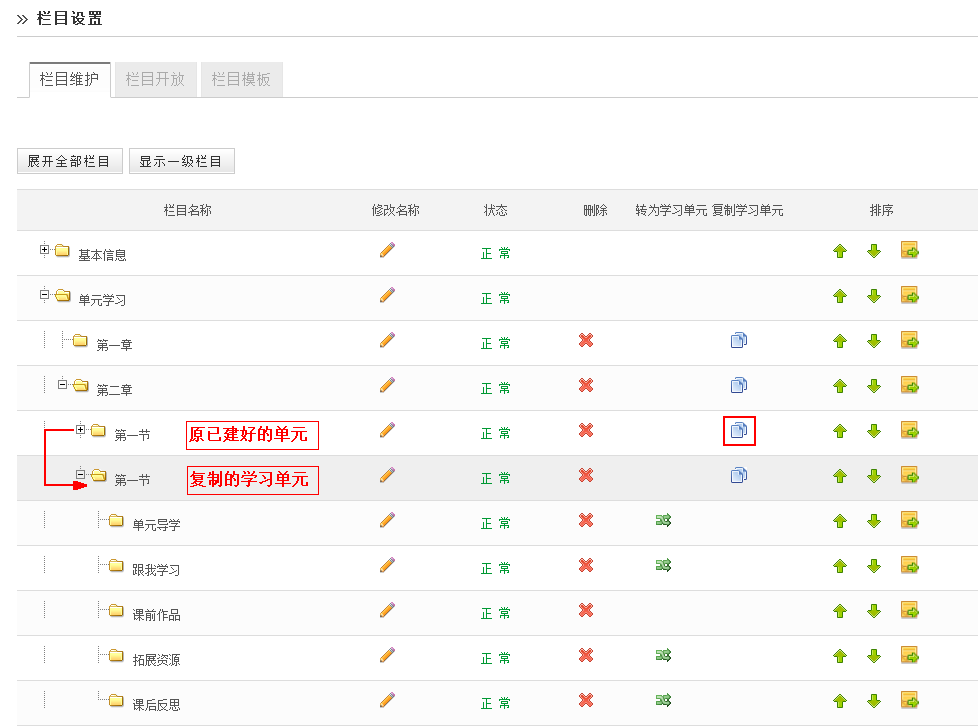 » 栏目设置
栏目维护 栏目开放 栏目模板
展开全部栏目 显示一级栏目
栏目名称 修改名称 状态 删除 转为学习单元 复制学习单元 排序
基本信息 正 常
单元学习 正 常
第一章 正 常
第二章 正 常
第一节 原已建好的单元 正 常
第一节 复制的学习单元 正 常
单元导学 正 常
跟我学习 正 常
课前作品 正 常
拓展资源 正 常
课后反思 正 常